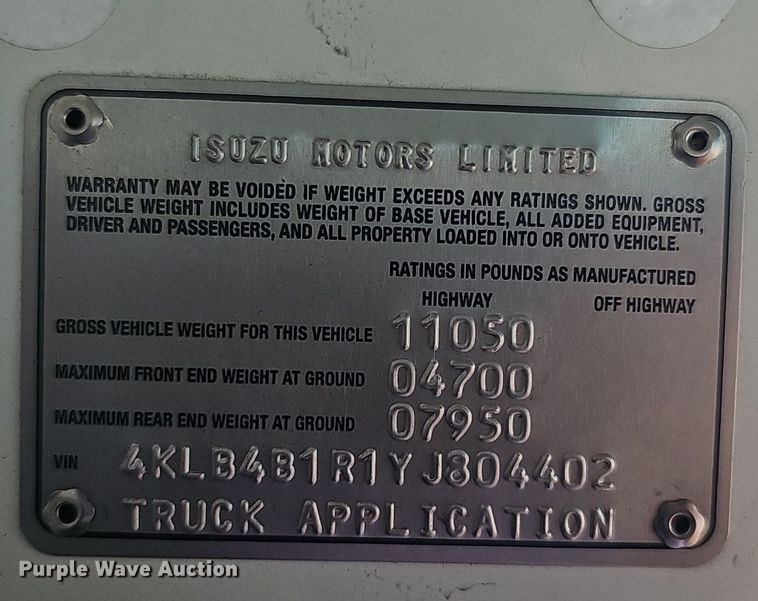 ISUZU MOTORS LIMITED
WARRANTY MAY BE VOIDED IF WEIGHT EXCEEDS ANY RATINGS SHOWN. GROSS
VEHICLE WEIGHT INCLUDES WEIGHT OF BASE VEHICLE, ALL ADDED EQUIPMENT,
DRIVER AND PASSENGERS, AND ALL PROPERTY LOADED INTO OR ONTO VEHICLE.
RATINGS IN POUNDS AS MANUFACTURED
HIGHWAY OFF HIGHWAY
GROSS VEHICLE WEIGHT FOR THIS VEHICLE 11050
MAXIMUM FRONT END WEIGHT AT GROUND 04700
MAXIMUM REAR END WEIGHT AT GROUND 07950
VIN 4KLB4B1R1YJ804402
TRUCK APPLICATION
Purple Wave Auction